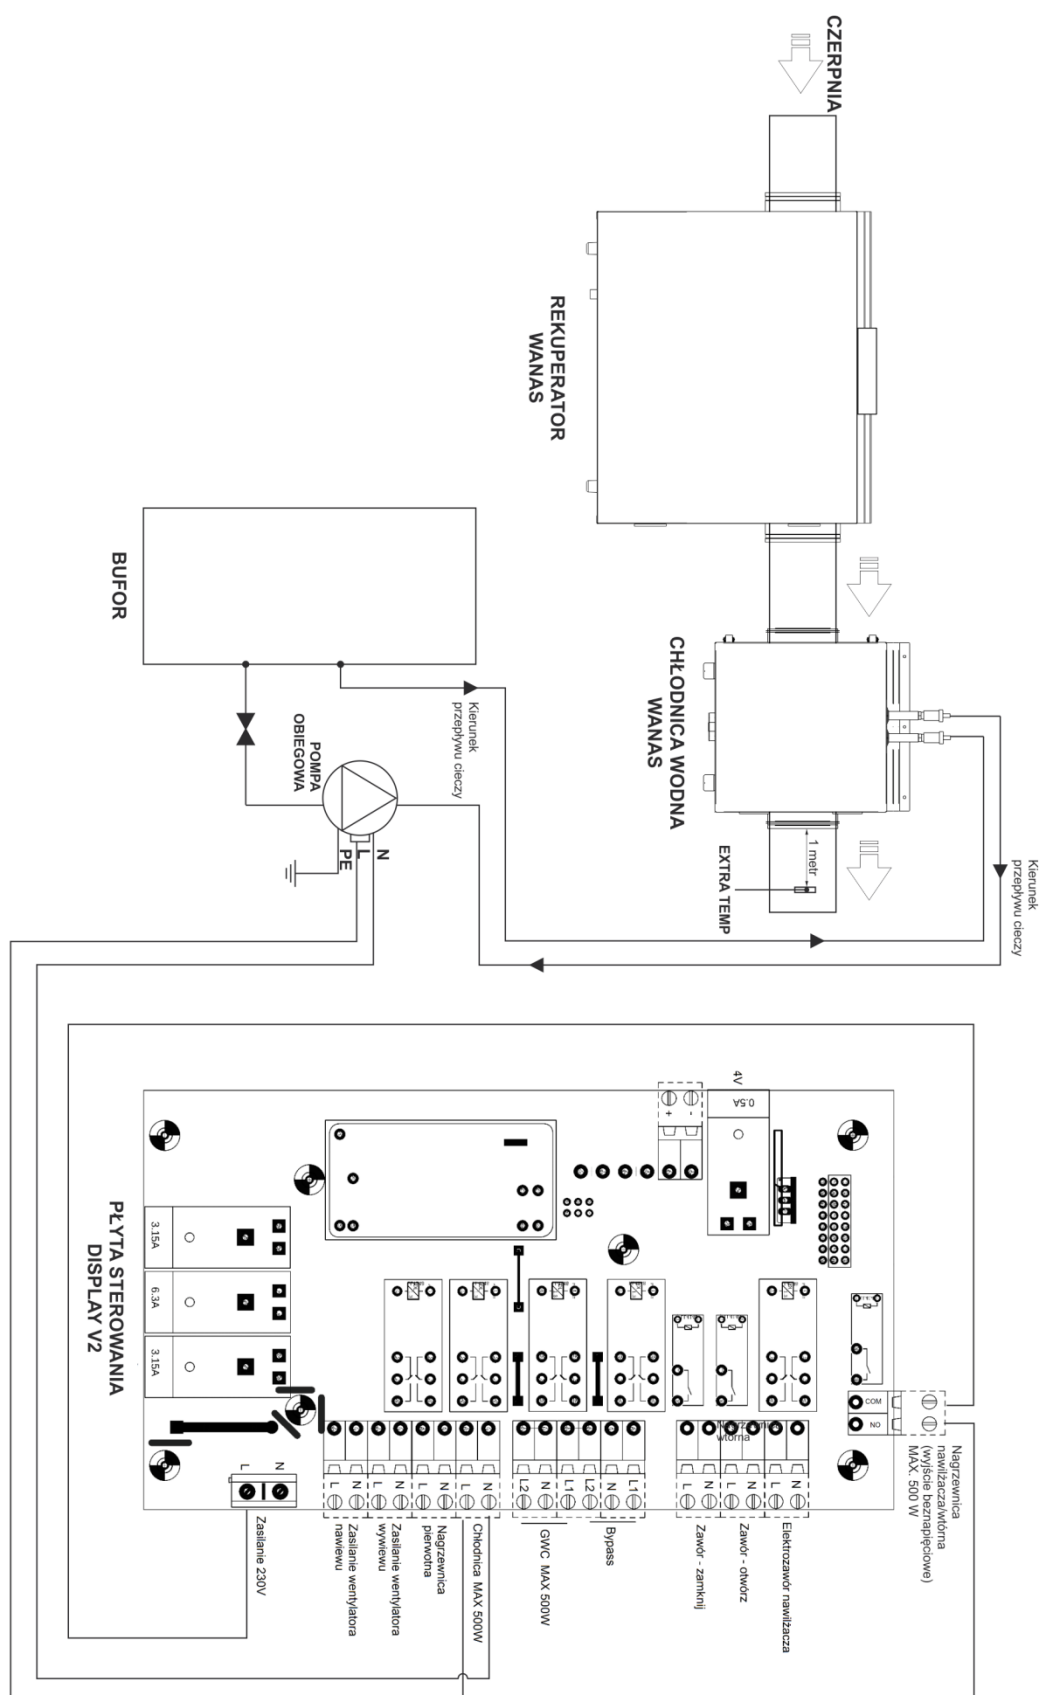 CZERPNIA
REKUPERATOR
WANAS
CHŁODNICA WODNA
WANAS
1 metr
EXTRA TEMP
Kierunek
przepływu cieczy
BUFOR
Kierunek
przepływu cieczy
POMPA
OBIEGOWA
N
L
PE
PŁYTA STEROWANIA
DISPLAY V2
4V
0.5A
+
-
3.15A
6.3A
3.15A
COM
NO
Nagrzewnica
nawilżacza/wtórna
(wyjście beznapięciowe)
MAX. 500 W
wtórna
L
N
Elektrozawór nawilżacza
L
N
Zawór - otwórz
L
N
Zawór - zamknij
L1
N
L2
Bypass
L1
N
L2
GWC MAX 500W
N
L
Chłodnica MAX 500W
N
L
Nagrzewnica
pierwotna
N
L
Zasilanie wentylatora
wywiewu
N
L
Zasilanie wentylatora
nawiewu
N
L
Zasilanie 230V